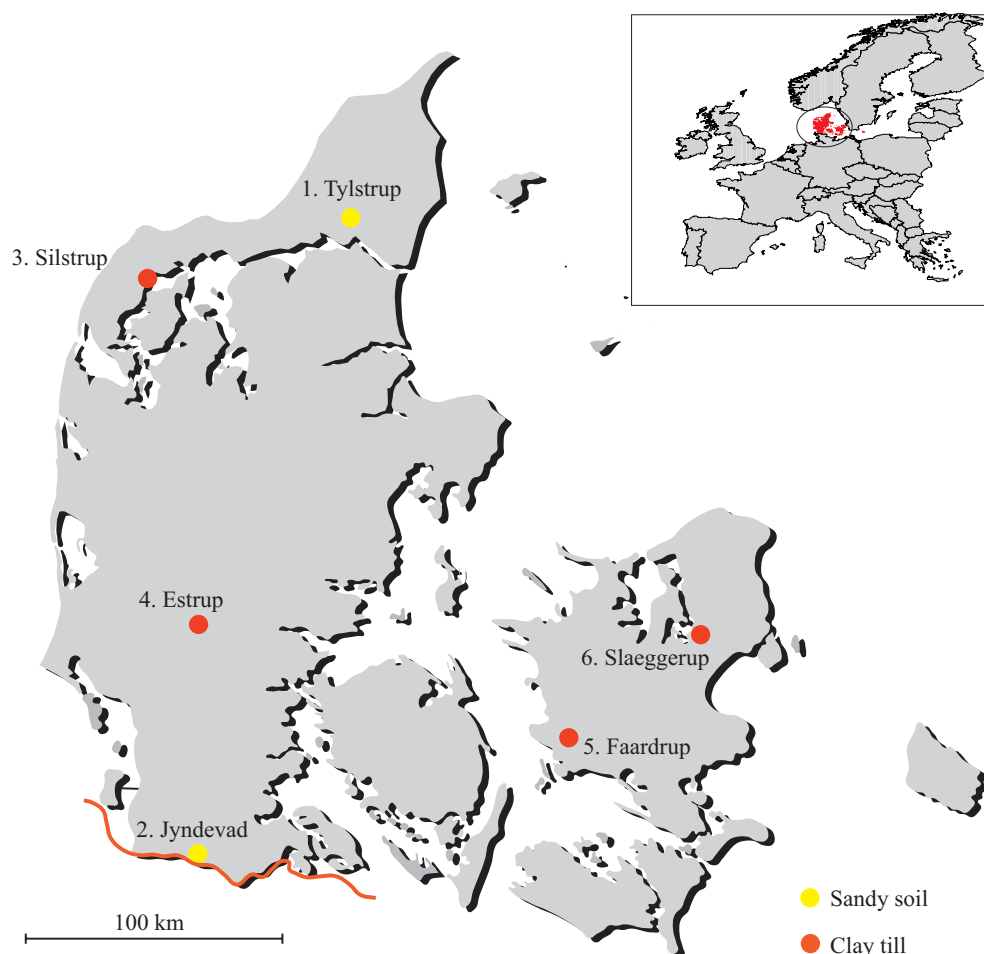 1. Tylstrup
3. Silstrup
4. Estrup
6. Slaeggerup
5. Faardrup
2. Jyndevad
100 km
Sandy soil
Clay till